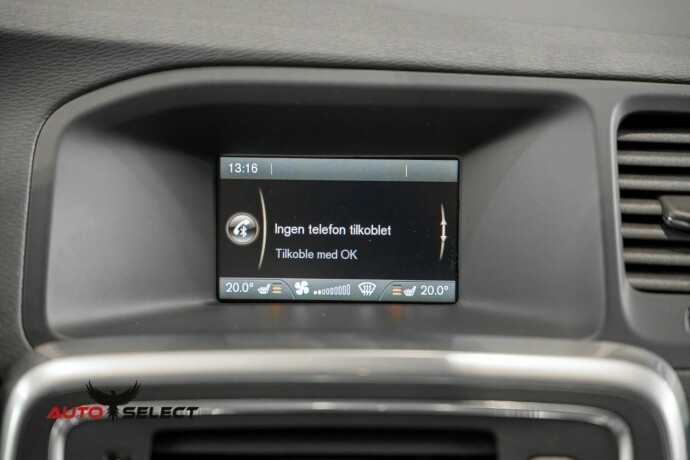 13:16
Ingen telefon tilkoblet
Tilkoble med OK
20.0° 20.0°
AUTO SELECT